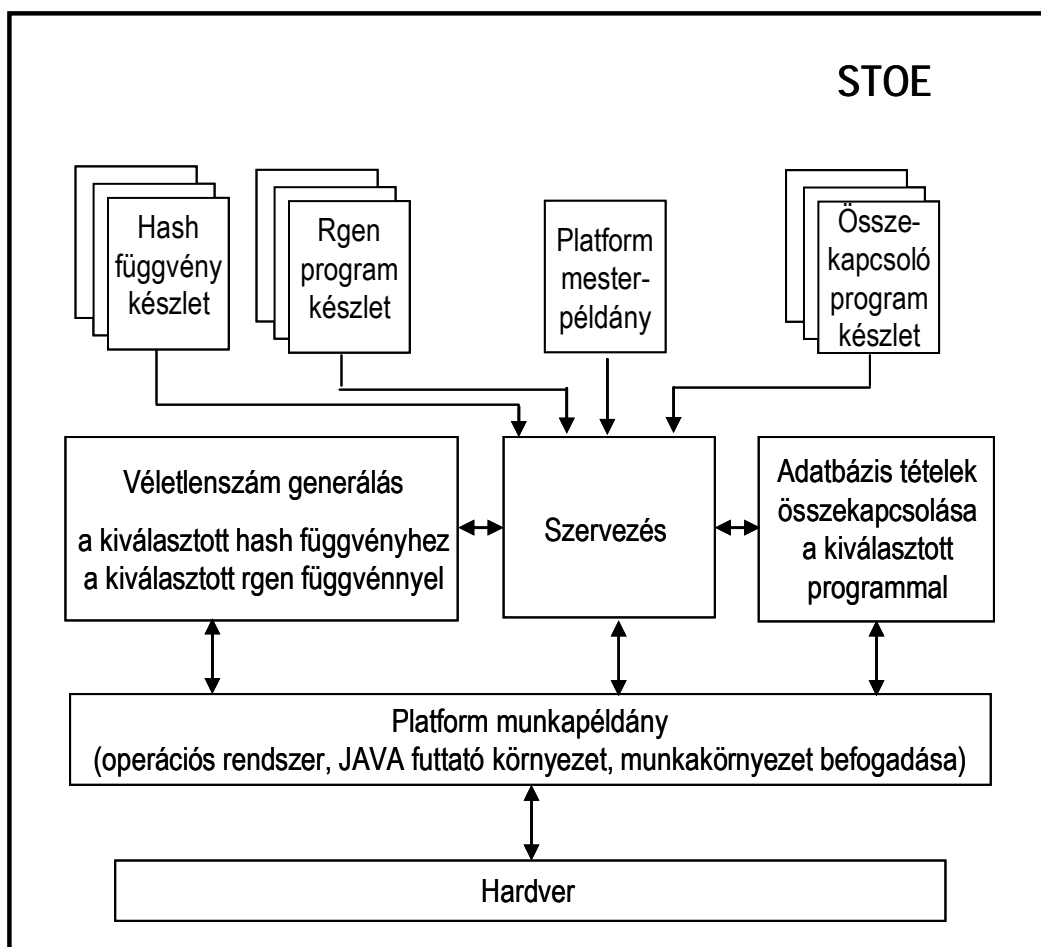 STOE
Hash
függvény
készlet
Rgen
program
készlet
Platform
mester-
példány
Össze-
kapcsoló
program
készlet
Véletlenszám generálás
a kiválasztott hash függvényhez
a kiválasztott rgen függvénnyel
Szervezés
Adatbázis tételek
összekapcsolása
a kiválasztott
programmal
Platform munkapéldány
(operációs rendszer, JAVA futtató környezet, munkakörnyezet befogadása)
Hardver